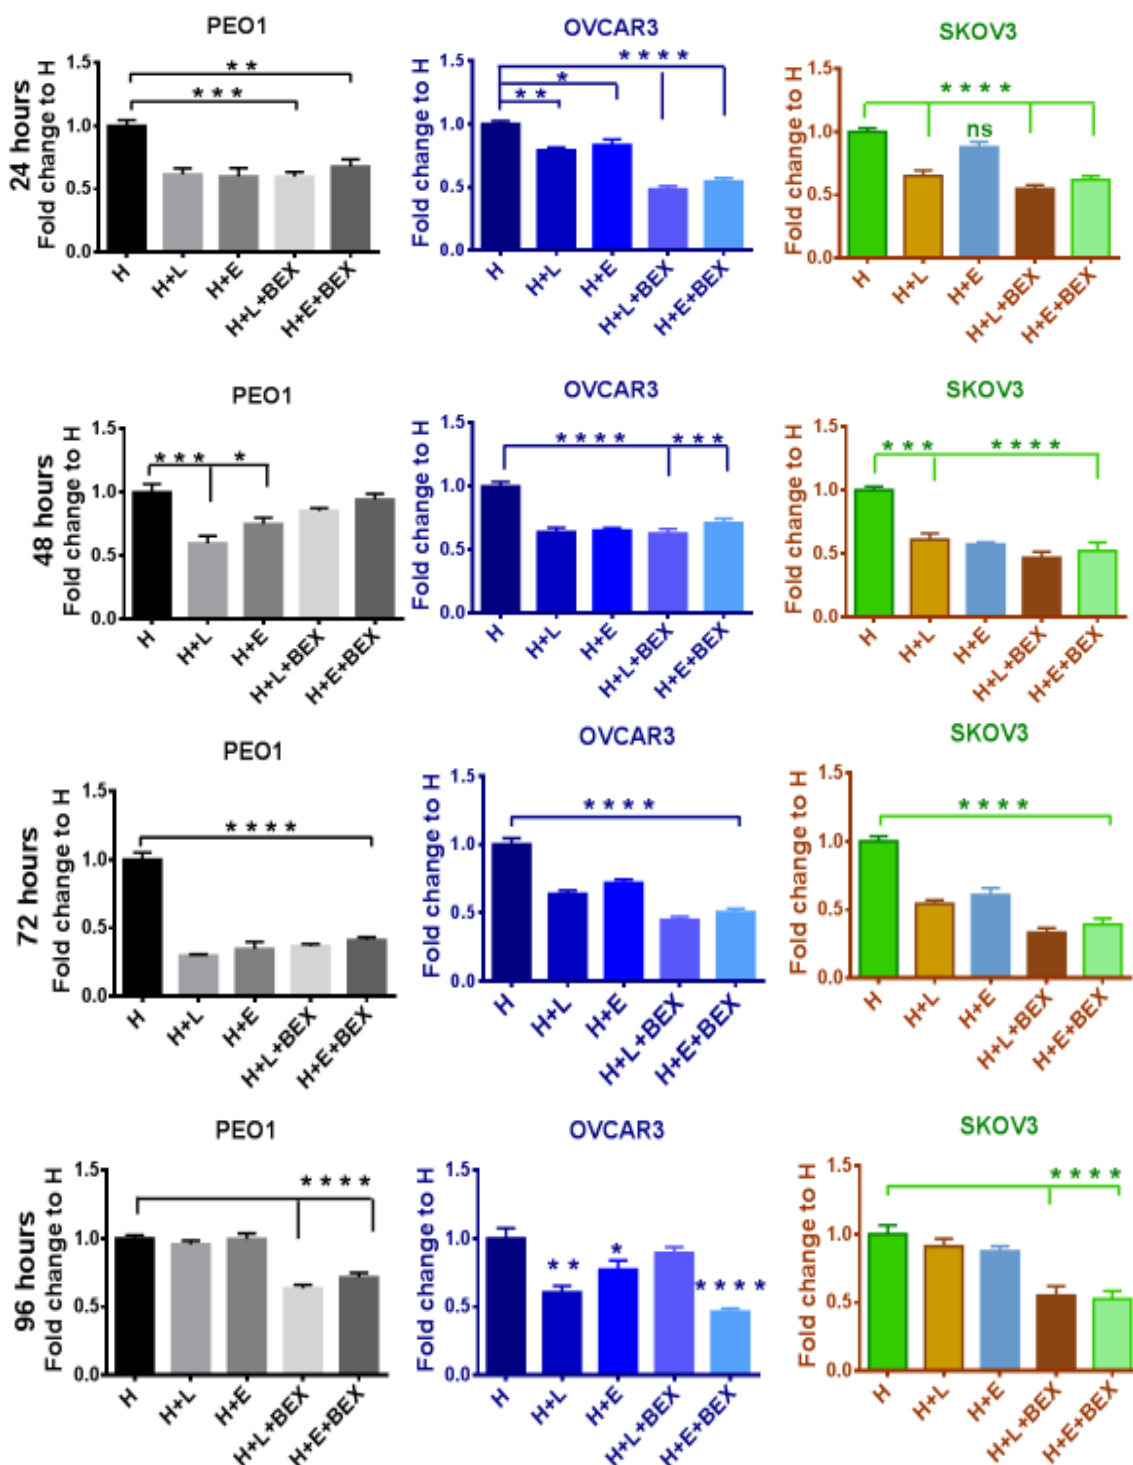 PEO1
OVCAR3
SKOV3
24 hours
Fold change to H
1.5
1.0
0.5
0.0
* *
* * *
H
H+L
H+E
H+L+BEX
H+E+BEX
Fold change to H
1.5
1.0
0.5
0.0
* * * *
*
* *
H
H+L
H+E
H+L+BEX
H+E+BEX
Fold change to H
1.5
1.0
0.5
0.0
* * * *
ns
H
H+L
H+E
H+L+BEX
H+E+BEX
PEO1
OVCAR3
SKOV3
48 hours
Fold change to H
1.5
1.0
0.5
0.0
* * * *
H
H+L
H+E
H+L+BEX
H+E+BEX
Fold change to H
1.5
1.0
0.5
0.0
* * * * * * *
H
H+L
H+E
H+L+BEX
H+E+BEX
Fold change to H
1.5
1.0
0.5
0.0
* * * * * * *
H
H+L
H+E
H+L+BEX
H+E+BEX
PEO1
OVCAR3
SKOV3
72 hours
Fold change to H
1.5
1.0
0.5
0.0
* * * *
H
H+L
H+E
H+L+BEX
H+E+BEX
Fold change to H
1.5
1.0
0.5
0.0
* * * *
H
H+L
H+E
H+L+BEX
H+E+BEX
Fold change to H
1.5
1.0
0.5
0.0
* * * *
H
H+L
H+E
H+L+BEX
H+E+BEX
PEO1
OVCAR3
SKOV3
96 hours
Fold change to H
1.5
1.0
0.5
0.0
* * * *
H
H+L
H+E
H+L+BEX
H+E+BEX
Fold change to H
1.5
1.0
0.5
0.0
* *
*
* * * *
H
H+L
H+E
H+L+BEX
H+E+BEX
Fold change to H
1.5
1.0
0.5
0.0
* * * *
H
H+L
H+E
H+L+BEX
H+E+BEX